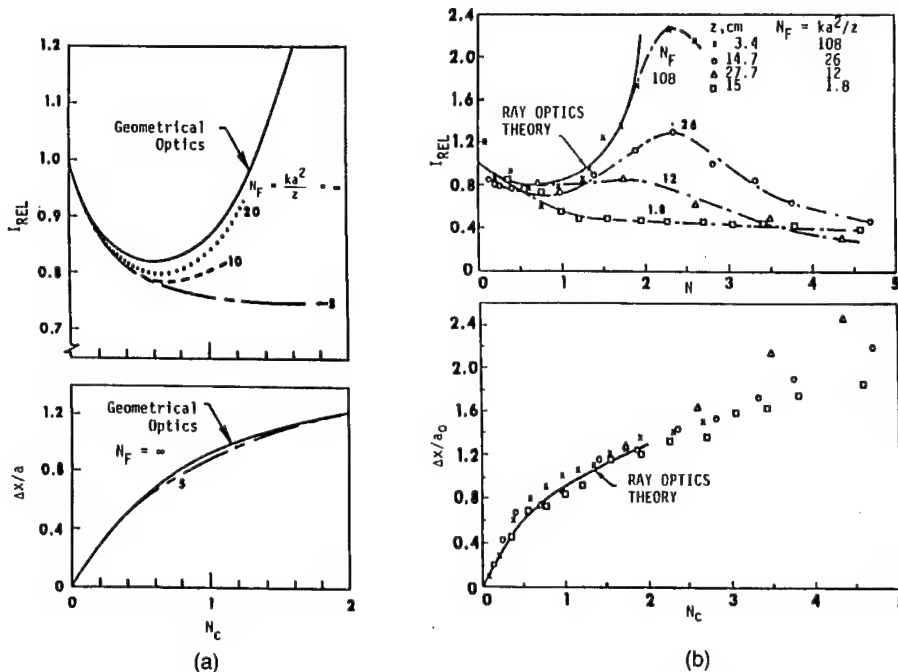 1.2
1.1
1.0
0.9
0.8
0.7
I_REL
Geometrical
Optics
N_F = ka²/z = ∞
20
10
5
1.2
0.8
0.4
0
Δx/a
Geometrical
Optics
N_F = ∞
5
0 1 2
N_c
(a)
2.4
2.0
1.6
1.2
0.8
0.4
0
I_REL
z, cm N_F = ka²/z
x 3.4 108
o 14.7 26
Δ 27.7 12
□ 15 1.8
N_F
108
RAY OPTICS
THEORY
26
12
1.8
0 1 2 3 4 5
N
2.4
2.0
1.6
1.2
0.8
0.4
0
Δx/a₀
RAY OPTICS
THEORY
0 1 2 3 4 5
N_c
(b)